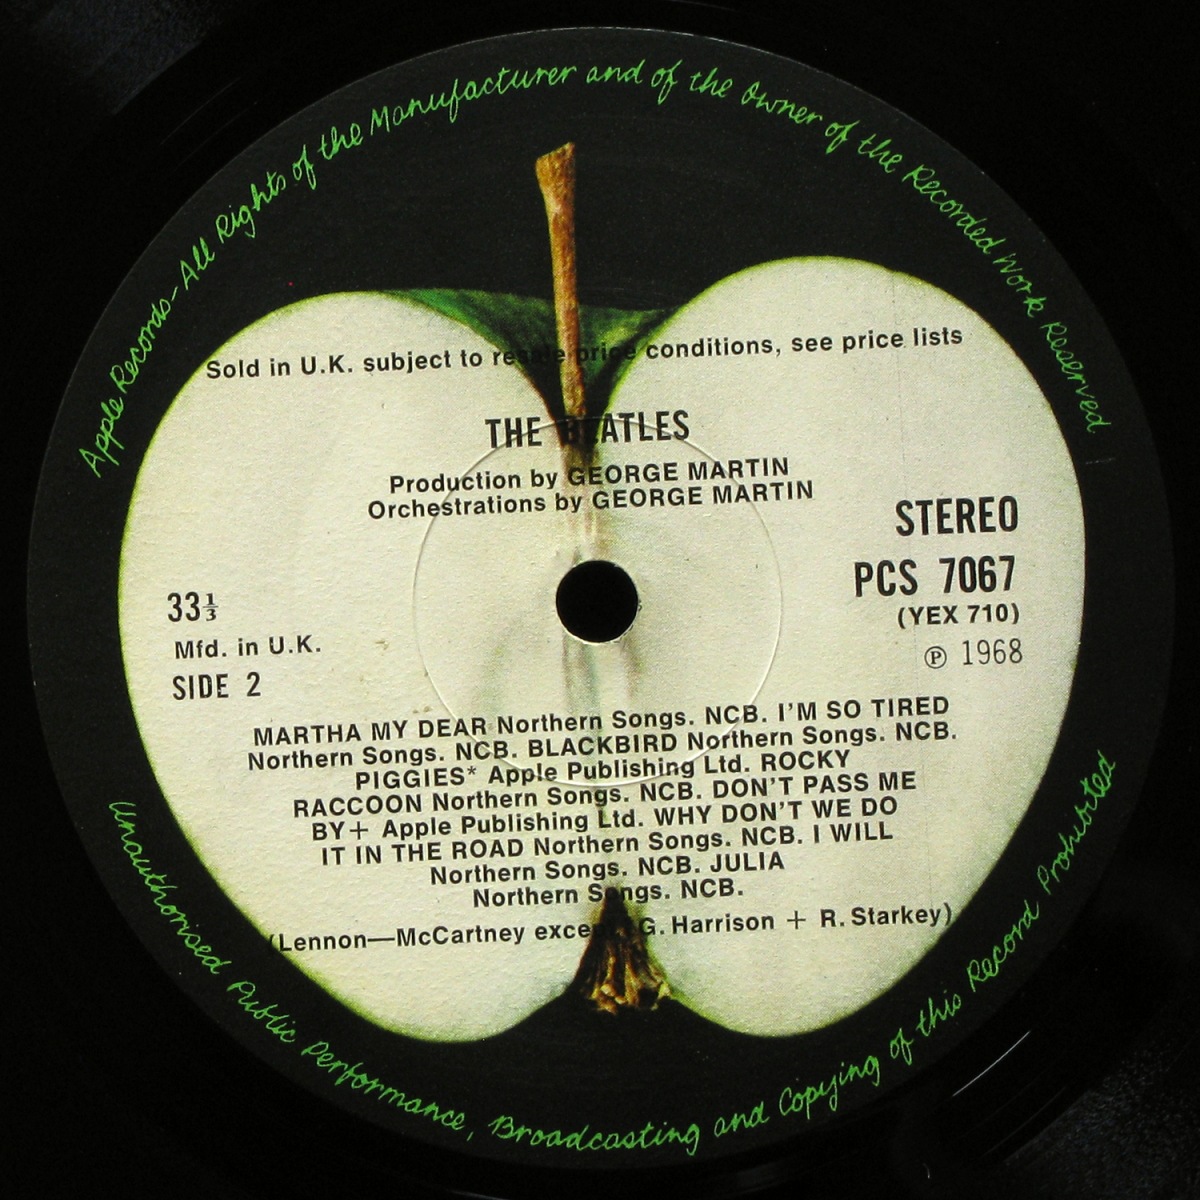 Apple Records - All Rights of the Manufacturer and of the Owner of the Recorded Work Reserved
Sold in U.K. subject to resale price conditions, see price lists
THE BEATLES
Production by GEORGE MARTIN
Orchestrations by GEORGE MARTIN
STEREO
PCS 7067
(YEX 710)
℗ 1968
33⅓
Mfd. in U.K.
SIDE 2
MARTHA MY DEAR Northern Songs. NCB. I'M SO TIRED
Northern Songs. NCB. BLACKBIRD Northern Songs. NCB.
PIGGIES* Apple Publishing Ltd. ROCKY
RACCOON Northern Songs. NCB. DON'T PASS ME
BY+ Apple Publishing Ltd. WHY DON'T WE DO
IT IN THE ROAD Northern Songs. NCB. I WILL
Northern Songs. NCB. JULIA
Northern Songs. NCB.
(Lennon—McCartney except G. Harrison + R. Starkey)
Unauthorised Public Performance, Broadcasting and Copying of this Record Prohibited